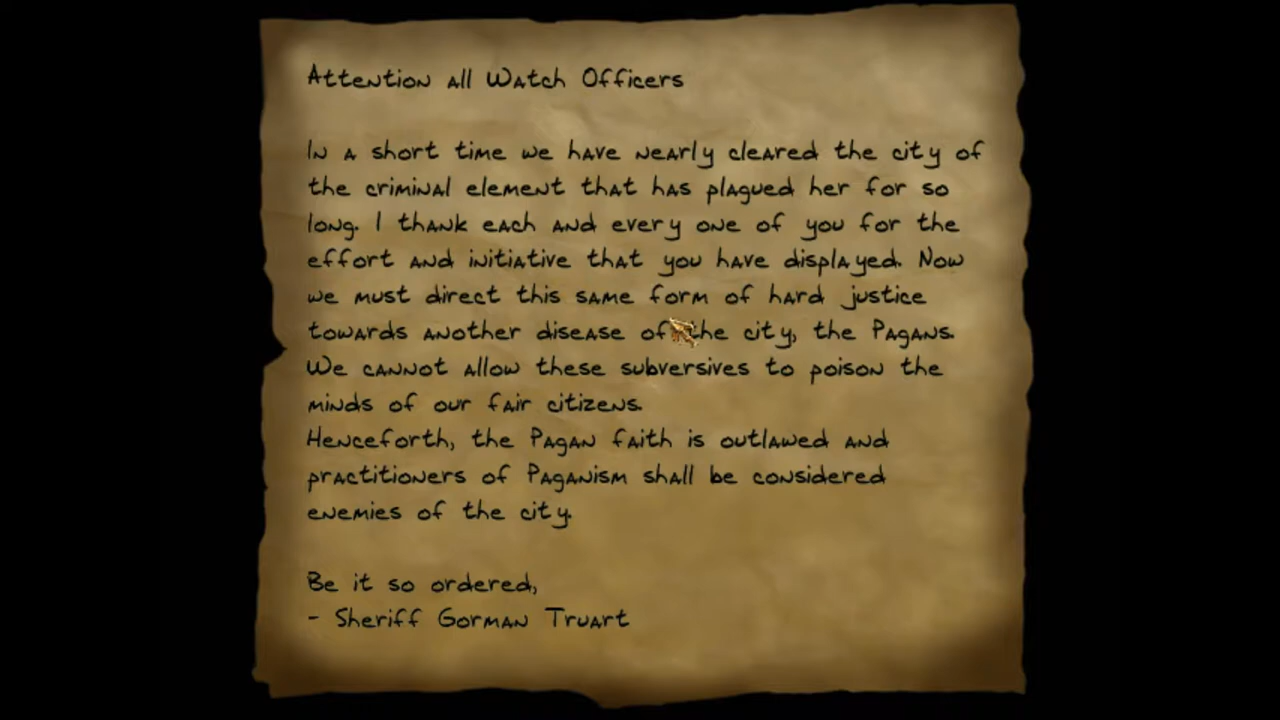 Attention all Watch Officers
In a short time we have nearly cleared the city of
the criminal element that has plagued her for so
long. I thank each and every one of you for the
effort and initiative that you have displayed. Now
we must direct this same form of hard justice
towards another disease of the city, the Pagans.
We cannot allow these subversives to poison the
minds of our fair citizens.
Henceforth, the Pagan faith is outlawed and
practitioners of Paganism shall be considered
enemies of the city.
Be it so ordered,
- Sheriff Gorman Truart